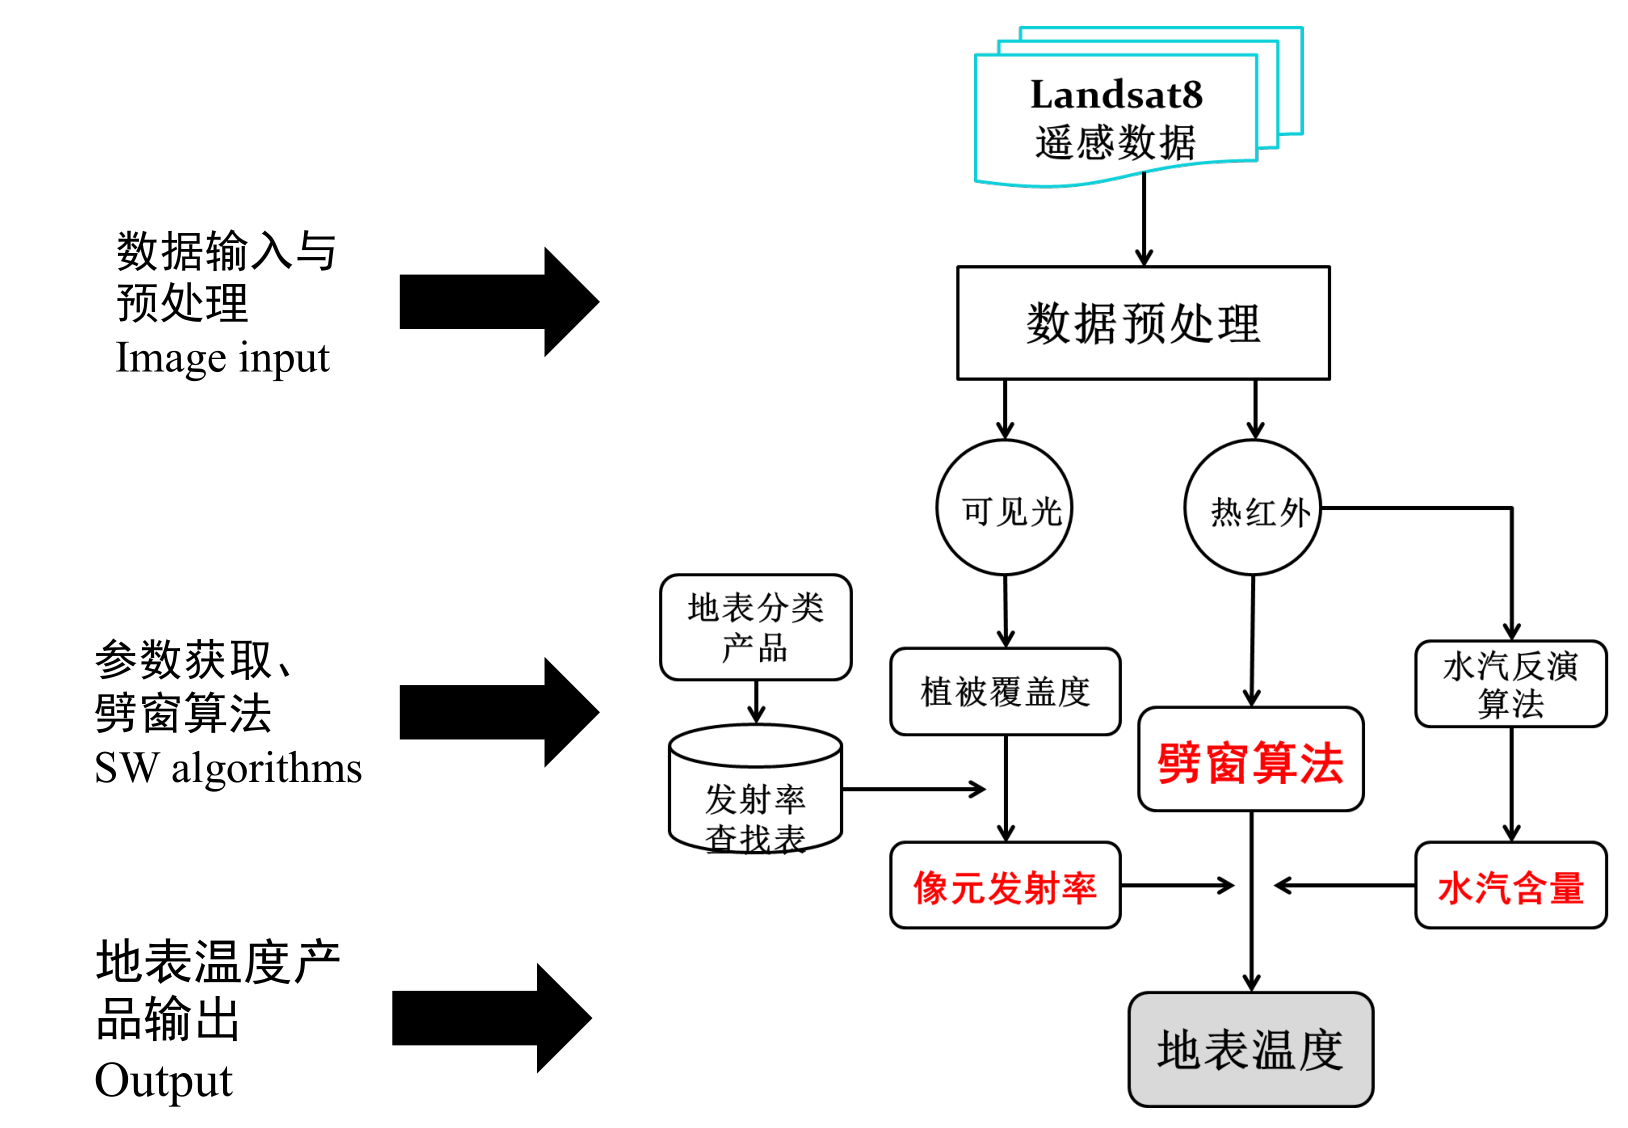 Landsat8
遥感数据
数据输入与
预处理
Image input
数据预处理
可见光
热红外
参数获取、
劈窗算法
SW algorithms
地表分类
产品
发射率
查找表
植被覆盖度
劈窗算法
水汽反演
算法
像元发射率
水汽含量
地表温度产
品输出
Output
地表温度